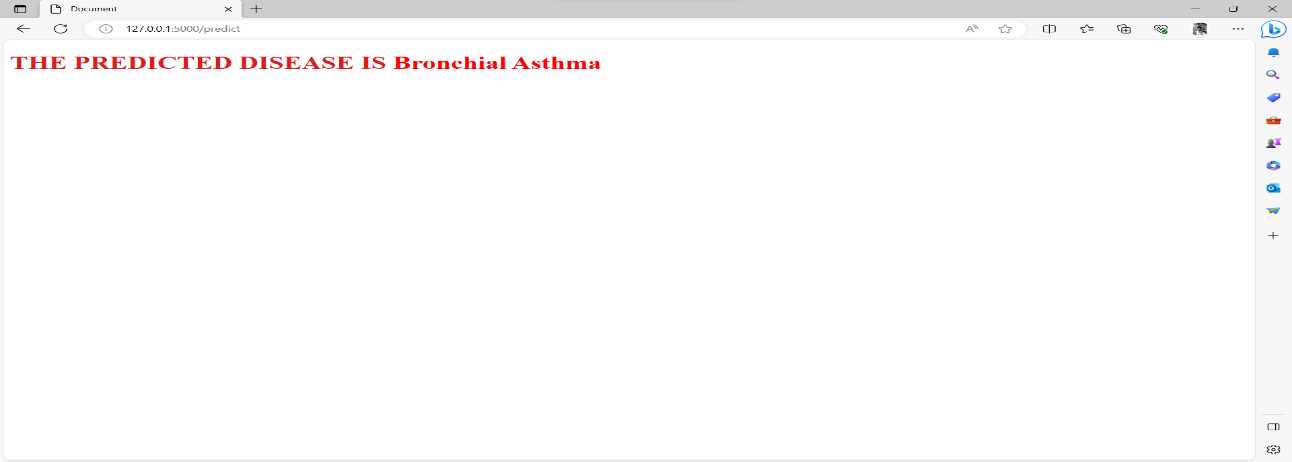 Document
127.0.0.1:5000/predict
THE PREDICTED DISEASE IS Bronchial Asthma